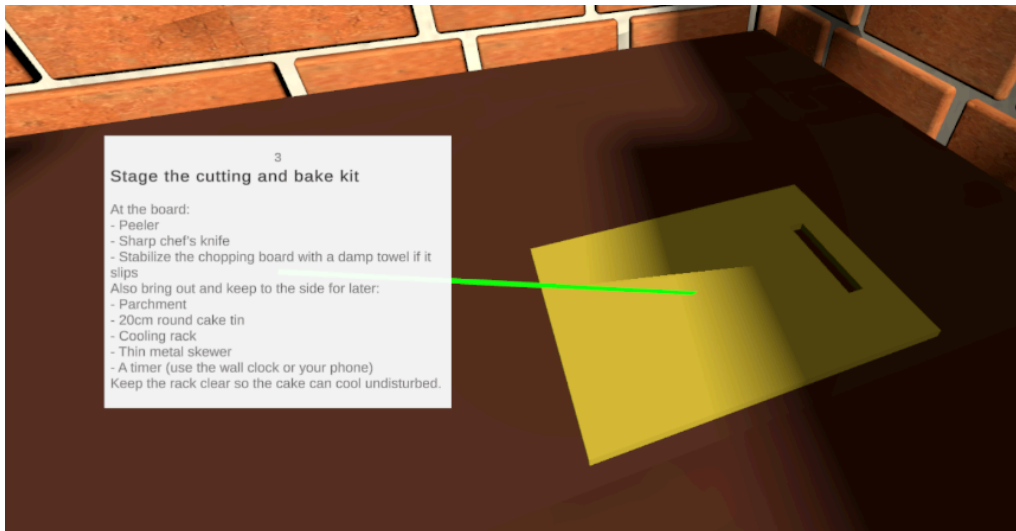 3
Stage the cutting and bake kit
At the board:
- Peeler
- Sharp chef's knife
- Stabilize the chopping board with a damp towel if it
slips
Also bring out and keep to the side for later:
- Parchment
- 20cm round cake tin
- Cooling rack
- Thin metal skewer
- A timer (use the wall clock or your phone)
Keep the rack clear so the cake can cool undisturbed.